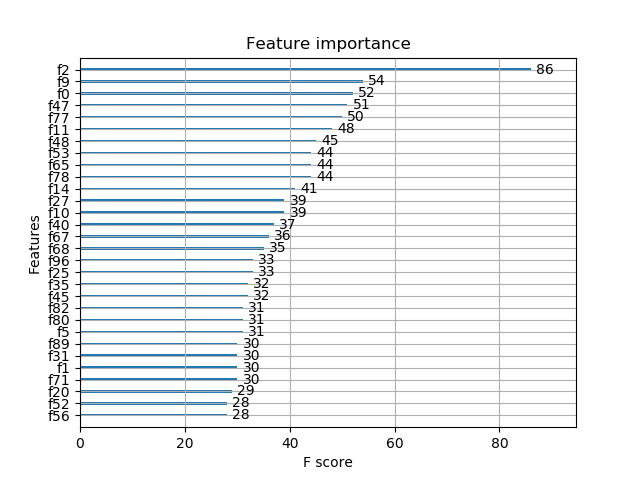 Feature importance
Features
f2 86
f9 54
f0 52
f47 51
f77 50
f11 48
f48 45
f53 44
f65 44
f78 44
f14 41
f27 39
f10 39
f40 37
f67 36
f68 35
f96 33
f25 33
f35 32
f45 32
f82 31
f80 31
f5 31
f89 30
f31 30
f1 30
f71 30
f20 29
f52 28
f56 28
0 20 40 60 80
F score